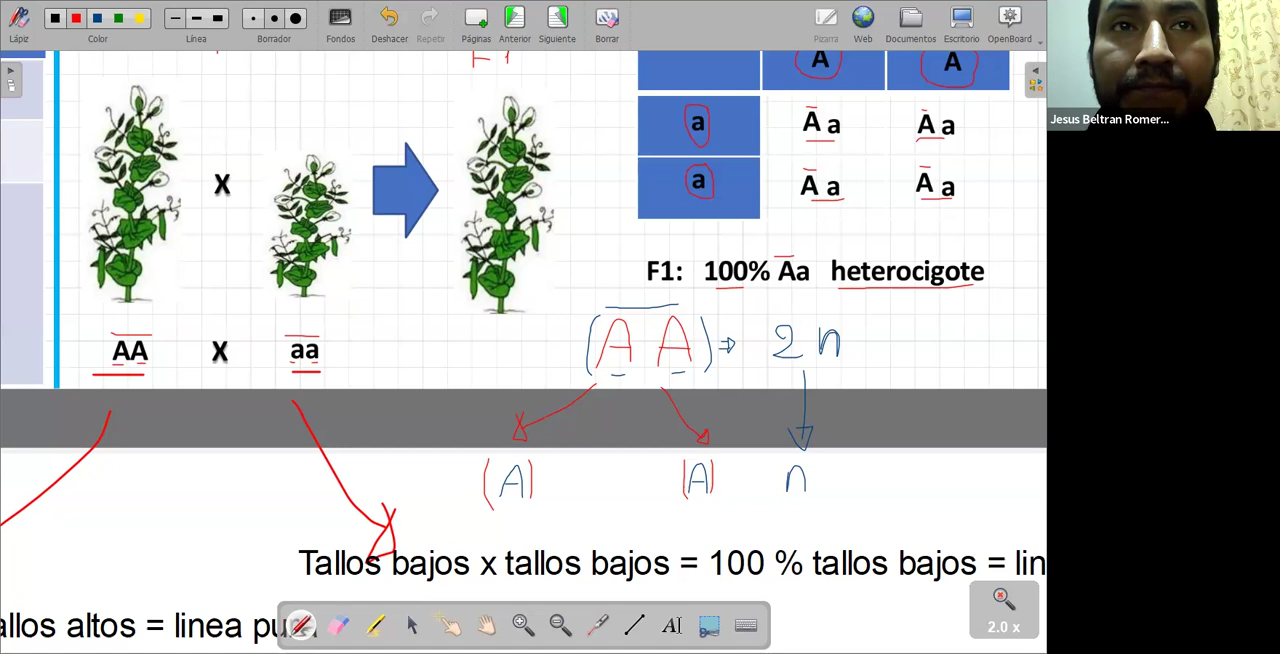 Lápiz Color Línea Borrador Fondos Deshacer Repetir Páginas Anterior Siguiente Borrar Pizarra Web Documentos Escritorio OpenBoard
Jesus Beltran Romer...
A A
a A a A a
a A a A a
X
F1: 100% Aa heterocigote
(A A) ⇒ 2n
AA X aa
(A) (A) n
Tallos bajos x tallos bajos = 100 % tallos bajos = lin
allos altos = linea pura
2.0 x